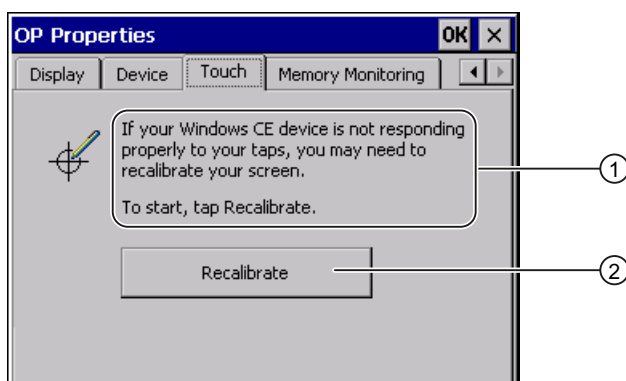 OP Properties OK ×
Display Device Touch Memory Monitoring
If your Windows CE device is not responding
properly to your taps, you may need to
recalibrate your screen.
To start, tap Recalibrate.
1
Recalibrate
2